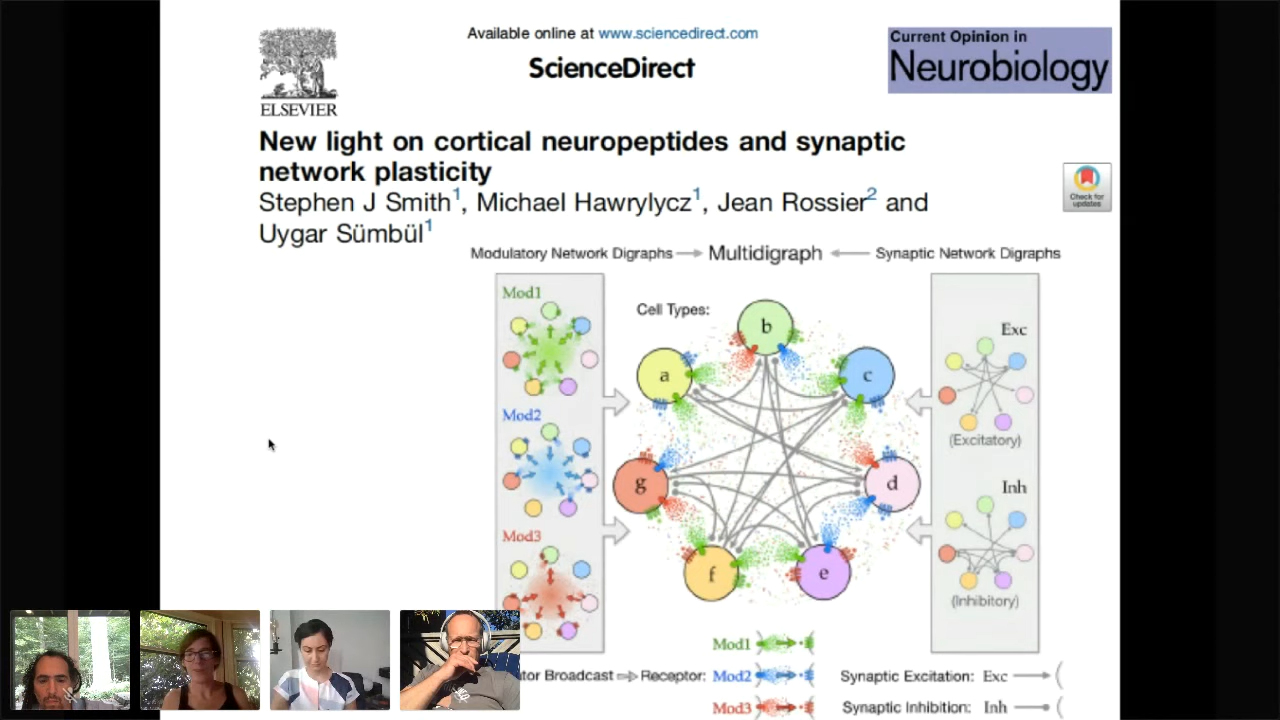 Available online at www.sciencedirect.com
ScienceDirect
ELSEVIER
Current Opinion in
Neurobiology
New light on cortical neuropeptides and synaptic
network plasticity
Stephen J Smith1, Michael Hawrylycz1, Jean Rossier2 and
Uygar Sümbül1
Check for
updates
Modulatory Network Digraphs → Multidigraph ← Synaptic Network Digraphs
Mod1
Mod2
Mod3
Cell Types:
a
b
c
d
e
f
g
Exc
(Excitatory)
Inh
(Inhibitory)
Mod1
Broadcast ⇨ Receptor: Mod2
Mod3
Synaptic Excitation: Exc
Synaptic Inhibition: Inh